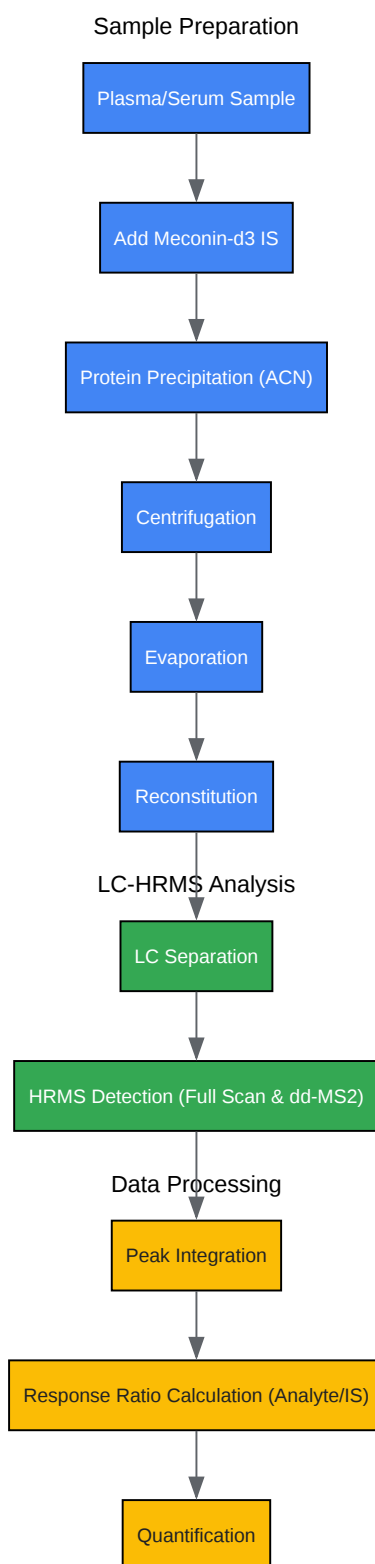 Sample Preparation
Plasma/Serum Sample
Add Meconin-d3 IS
Protein Precipitation (ACN)
Centrifugation
Evaporation
Reconstitution
LC-HRMS Analysis
LC Separation
HRMS Detection (Full Scan & dd-MS2)
Data Processing
Peak Integration
Response Ratio Calculation (Analyte/IS)
Quantification